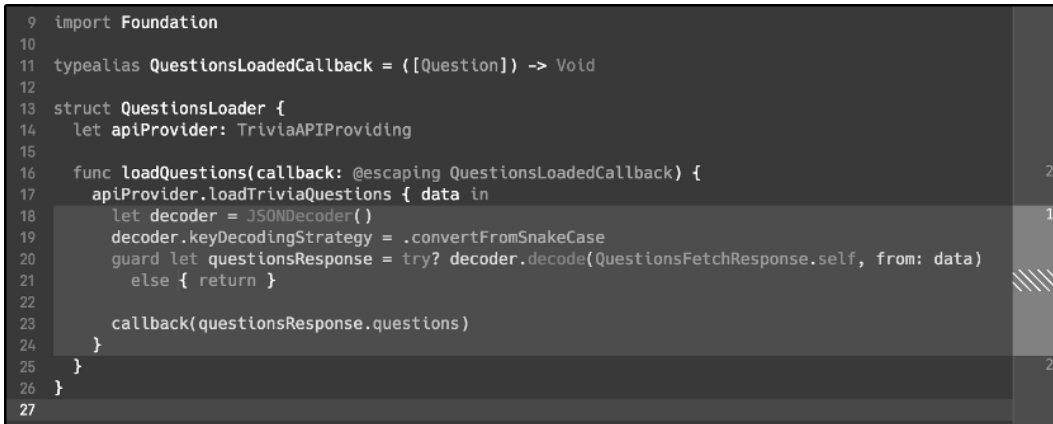 9 import Foundation
10
11 typealias QuestionsLoadedCallback = ([Question]) -> Void
12
13 struct QuestionsLoader {
14 let apiProvider: TriviaAPIProviding
15
16 func loadQuestions(callback: @escaping QuestionsLoadedCallback) { 2
17 apiProvider.loadTriviaQuestions { data in
18 let decoder = JSONDecoder() 1
19 decoder.keyDecodingStrategy = .convertFromSnakeCase
20 guard let questionsResponse = try? decoder.decode(QuestionsFetchResponse.self, from: data)
21 else { return }
22
23 callback(questionsResponse.questions)
24 }
25 } 2
26 }
27